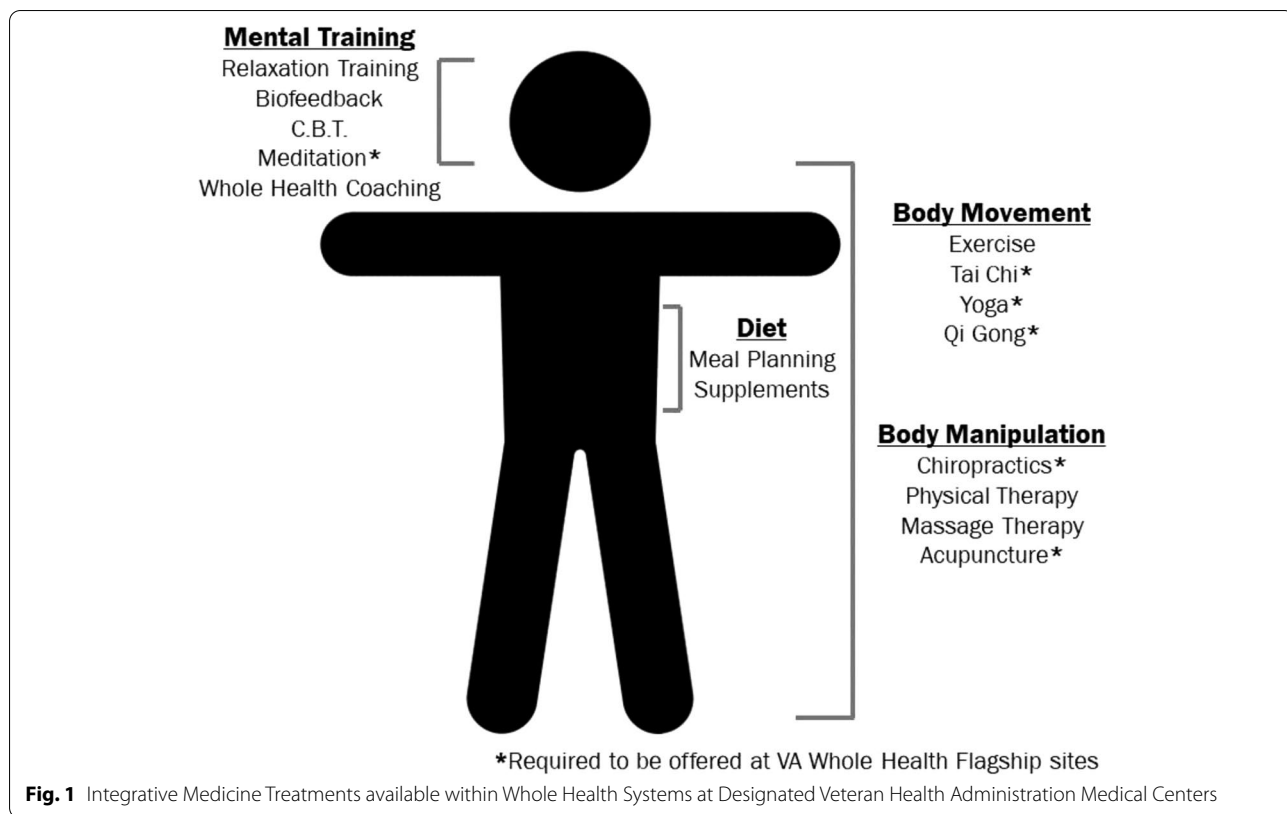 Mental Training
Relaxation Training
Biofeedback
C.B.T.
Meditation*
Whole Health Coaching
Body Movement
Exercise
Tai Chi*
Yoga*
Qi Gong*
Diet
Meal Planning
Supplements
Body Manipulation
Chiropractics*
Physical Therapy
Massage Therapy
Acupuncture*
*Required to be offered at VA Whole Health Flagship sites
Fig. 1 Integrative Medicine Treatments available within Whole Health Systems at Designated Veteran Health Administration Medical Centers